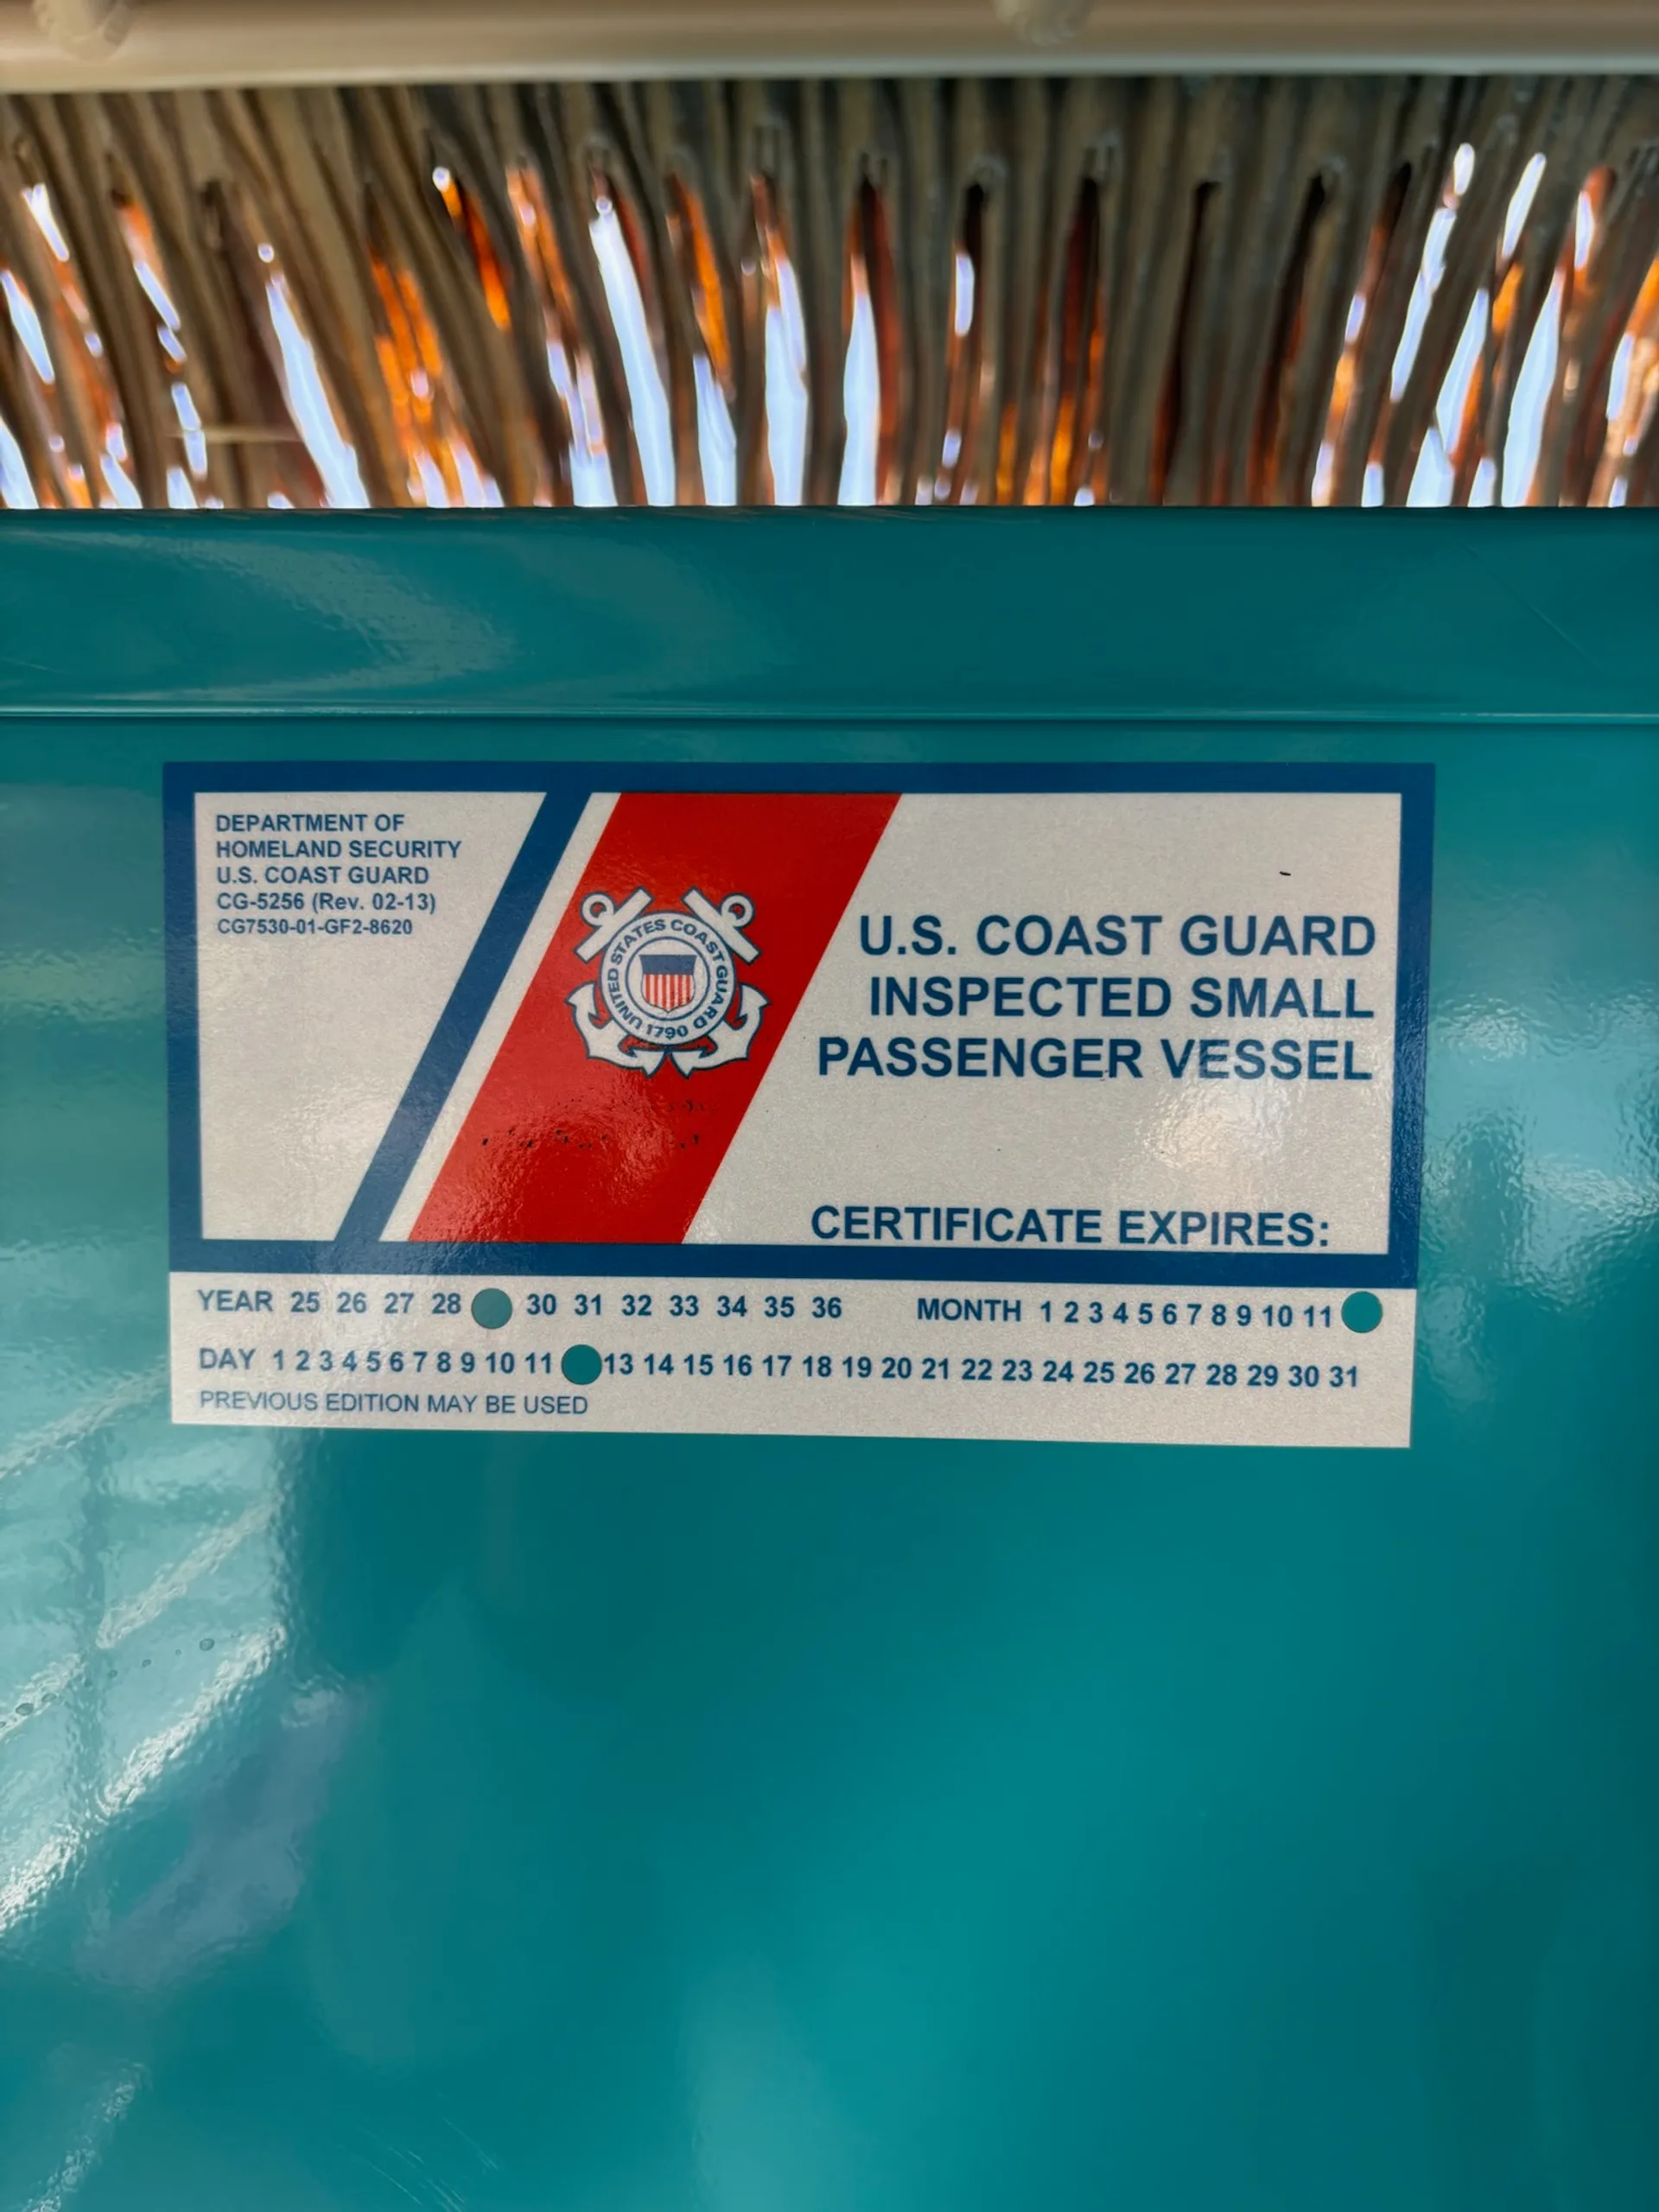 DEPARTMENT OF
HOMELAND SECURITY
U.S. COAST GUARD
CG-5256 (Rev. 02-13)
CG7530-01-GF2-8620
UNITED STATES COAST GUARD
1790
U.S. COAST GUARD
INSPECTED SMALL
PASSENGER VESSEL
CERTIFICATE EXPIRES:
YEAR 25 26 27 28 30 31 32 33 34 35 36 MONTH 1 2 3 4 5 6 7 8 9 10 11
DAY 1 2 3 4 5 6 7 8 9 10 11 13 14 15 16 17 18 19 20 21 22 23 24 25 26 27 28 29 30 31
PREVIOUS EDITION MAY BE USED